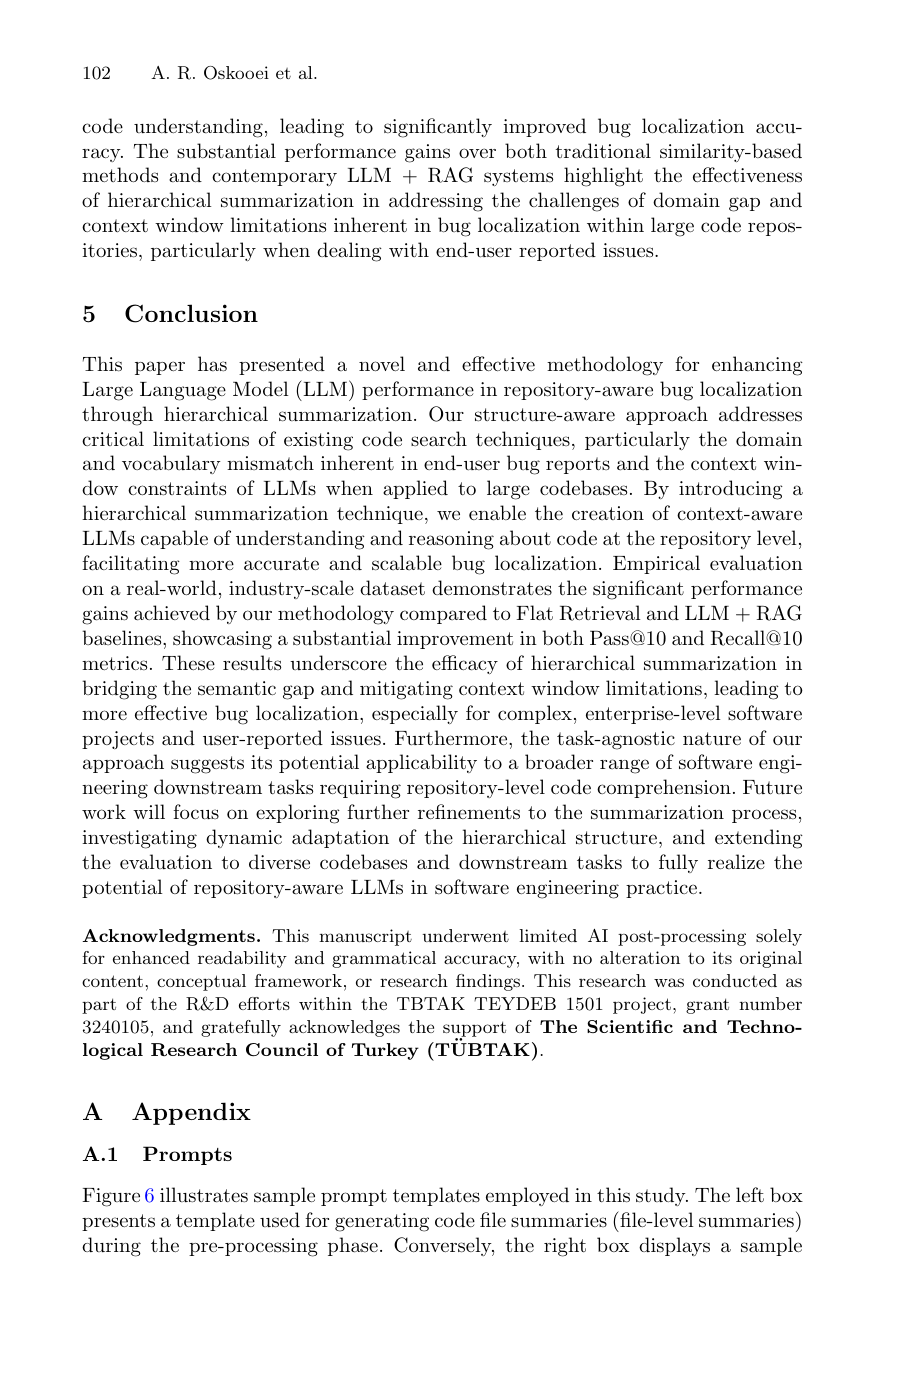 102 A. R. Oskooei et al.
code understanding, leading to significantly improved bug localization accu-
racy. The substantial performance gains over both traditional similarity-based
methods and contemporary LLM + RAG systems highlight the effectiveness
of hierarchical summarization in addressing the challenges of domain gap and
context window limitations inherent in bug localization within large code repos-
itories, particularly when dealing with end-user reported issues.
5 Conclusion
This paper has presented a novel and effective methodology for enhancing
Large Language Model (LLM) performance in repository-aware bug localization
through hierarchical summarization. Our structure-aware approach addresses
critical limitations of existing code search techniques, particularly the domain
and vocabulary mismatch inherent in end-user bug reports and the context win-
dow constraints of LLMs when applied to large codebases. By introducing a
hierarchical summarization technique, we enable the creation of context-aware
LLMs capable of understanding and reasoning about code at the repository level,
facilitating more accurate and scalable bug localization. Empirical evaluation
on a real-world, industry-scale dataset demonstrates the significant performance
gains achieved by our methodology compared to Flat Retrieval and LLM + RAG
baselines, showcasing a substantial improvement in both Pass@10 and Recall@10
metrics. These results underscore the efficacy of hierarchical summarization in
bridging the semantic gap and mitigating context window limitations, leading to
more effective bug localization, especially for complex, enterprise-level software
projects and user-reported issues. Furthermore, the task-agnostic nature of our
approach suggests its potential applicability to a broader range of software engi-
neering downstream tasks requiring repository-level code comprehension. Future
work will focus on exploring further refinements to the summarization process,
investigating dynamic adaptation of the hierarchical structure, and extending
the evaluation to diverse codebases and downstream tasks to fully realize the
potential of repository-aware LLMs in software engineering practice.
Acknowledgments. This manuscript underwent limited AI post-processing solely
for enhanced readability and grammatical accuracy, with no alteration to its original
content, conceptual framework, or research findings. This research was conducted as
part of the R&D efforts within the TBTAK TEYDEB 1501 project, grant number
3240105, and gratefully acknowledges the support of The Scientific and Techno-
logical Research Council of Turkey (TÜBTAK).
A Appendix
A.1 Prompts
Figure 6 illustrates sample prompt templates employed in this study. The left box
presents a template used for generating code file summaries (file-level summaries)
during the pre-processing phase. Conversely, the right box displays a sample